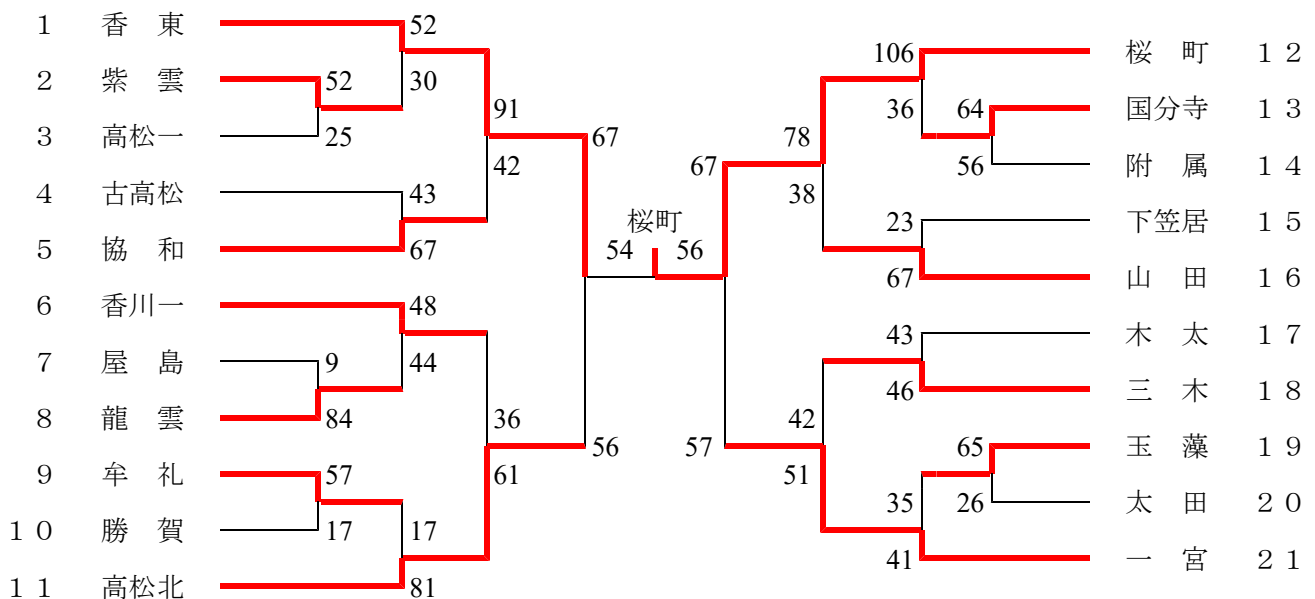 1 香 東 52
2 紫 雲 52 30
3 高松一 25
91
42
4 古高松 43
5 協 和 67
67
6 香川一 48
7 屋 島 9 44
8 龍 雲 84
36
61
9 牟 礼 57
10 勝 賀 17 17
11 高松北 81
56
54 桜町 56
67
57
106 桜 町 12
36 64 国分寺 13
56 附 属 14
78
38
23 下笠居 15
67 山 田 16
43 木 太 17
46 三 木 18
42
51
65 玉 藻 19
35 26 太 田 20
41 一 宮 21